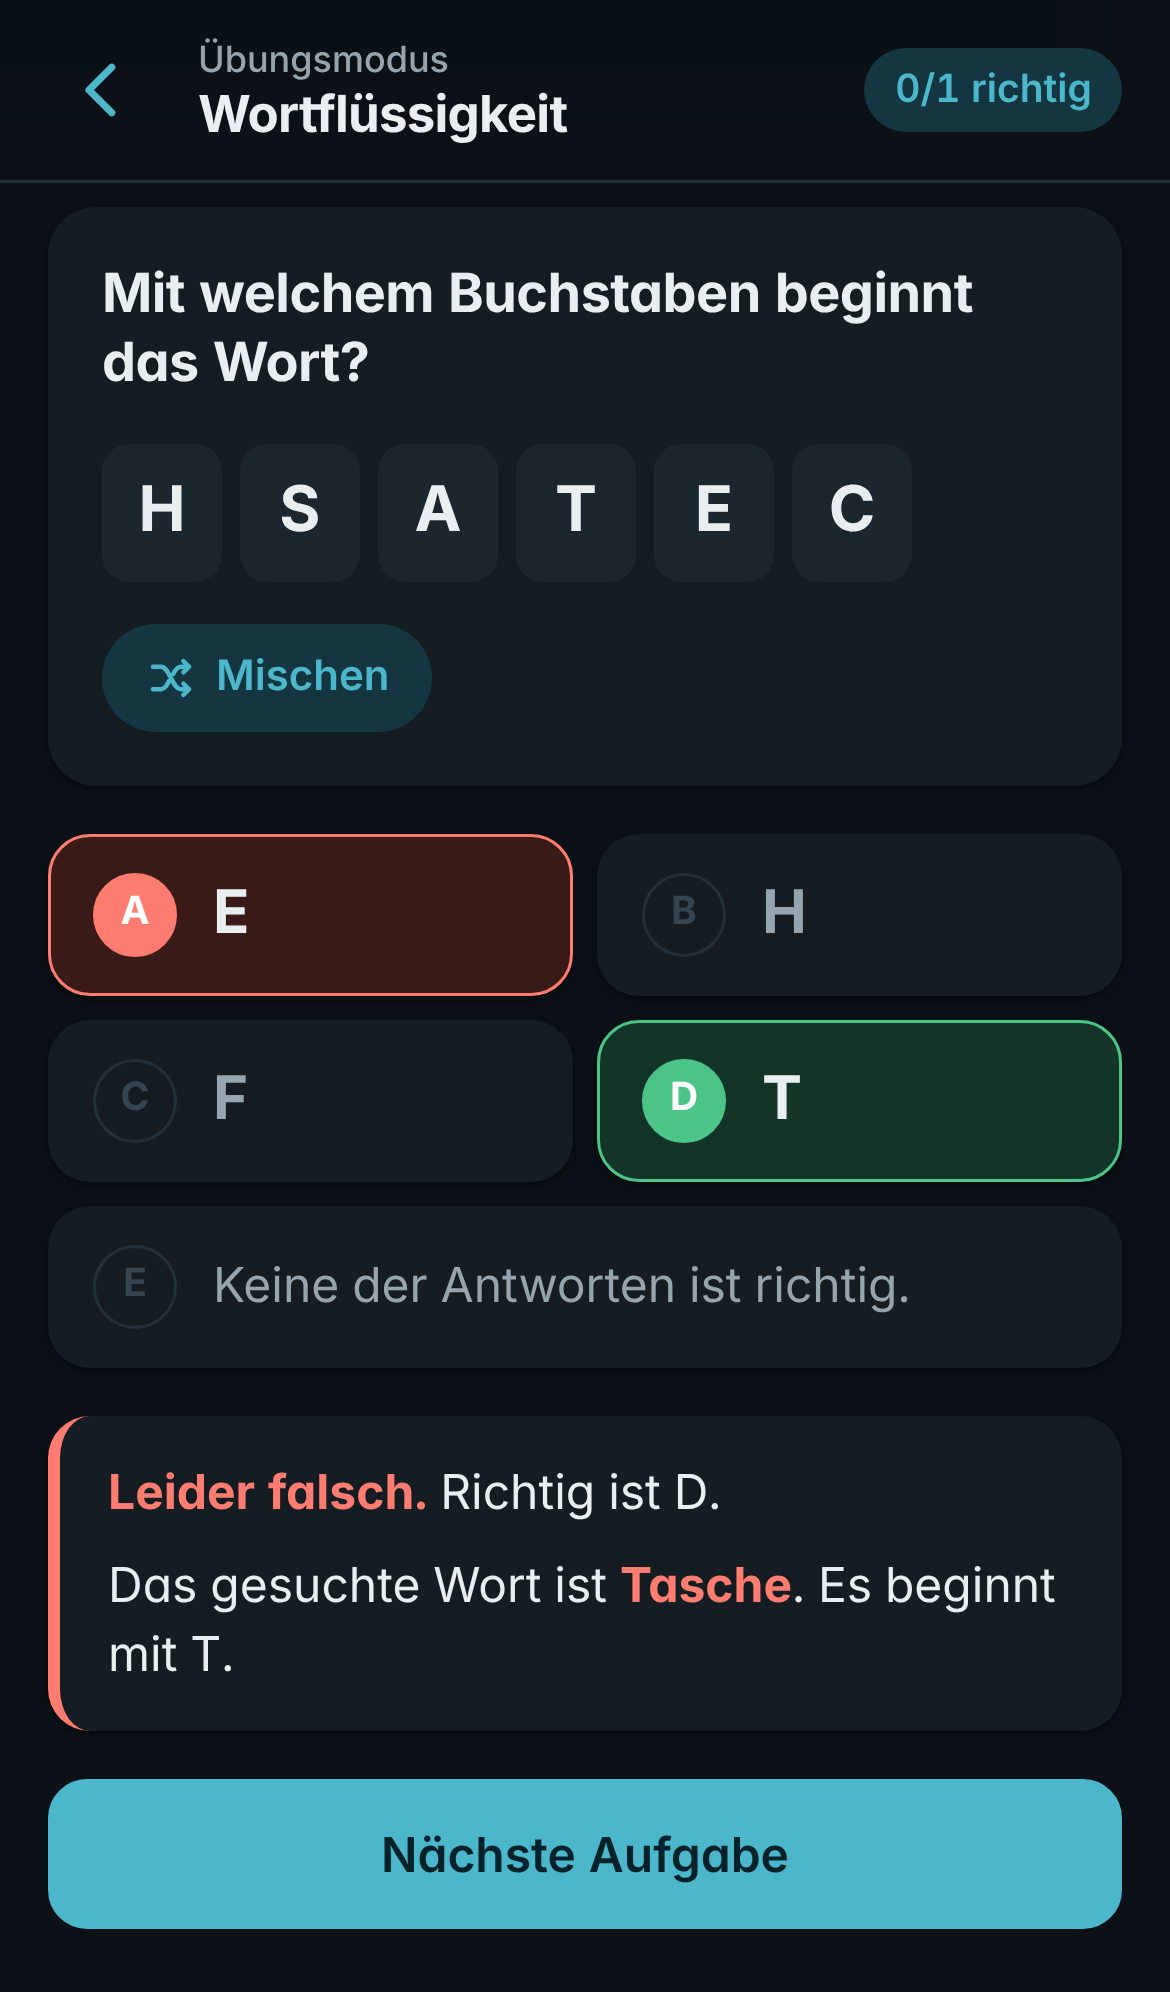 Übungsmodus
Wortflüssigkeit
0/1 richtig
Mit welchem Buchstaben beginnt
das Wort?
H S A T E C
Mischen
A E
B H
C F
D T
E Keine der Antworten ist richtig.
Leider falsch. Richtig ist D.
Das gesuchte Wort ist Tasche. Es beginnt
mit T.
Nächste Aufgabe